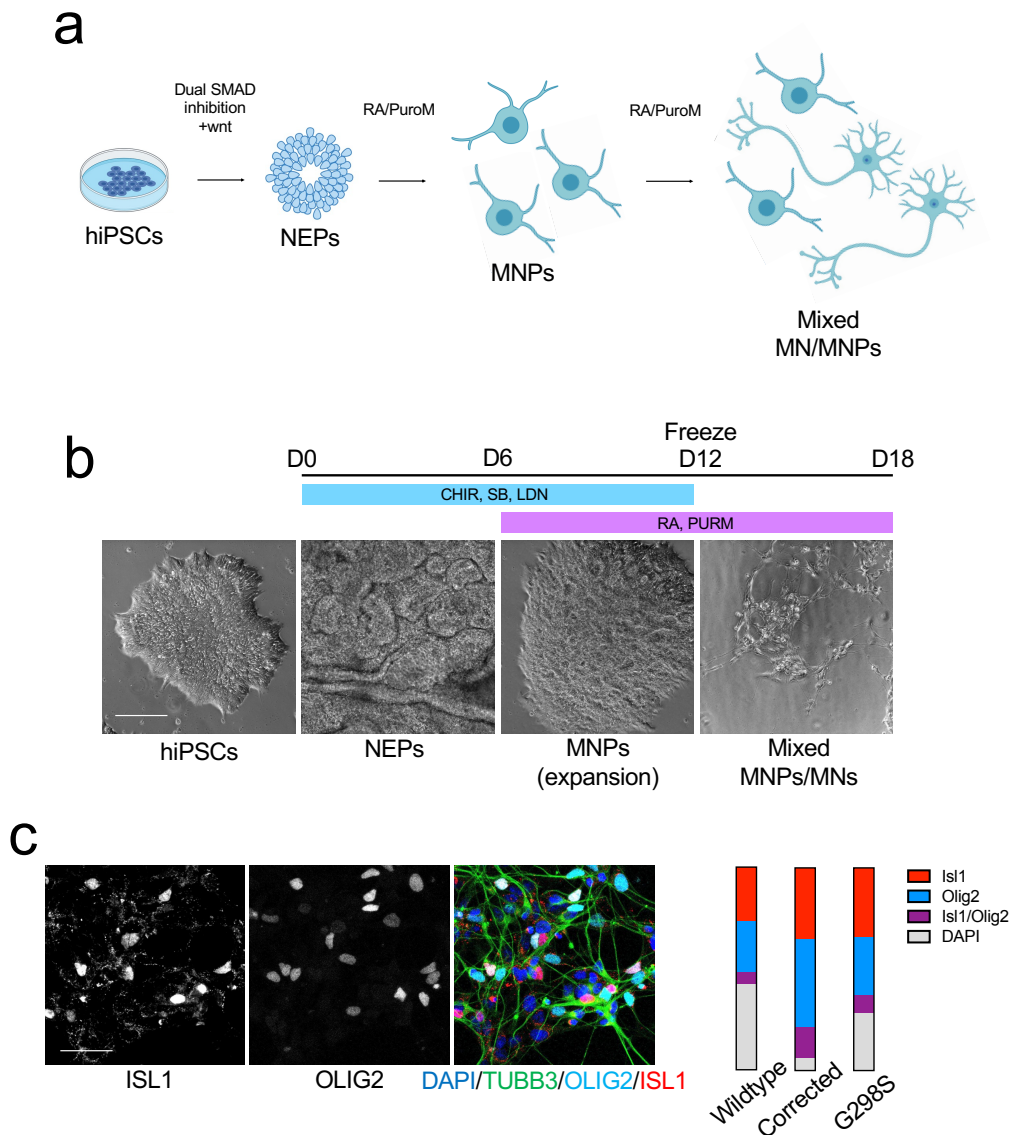 a
Dual SMAD
inhibition
+wnt
RA/PuroM
RA/PuroM
hiPSCs
NEPs
MNPs
Mixed
MN/MNPs
b
Freeze
D0
D6
D12
D18
CHIR, SB, LDN
RA, PURM
hiPSCs
NEPs
MNPs
(expansion)
Mixed
MNPs/MNs
c
Isl1
Olig2
Isl1/Olig2
DAPI
ISL1
OLIG2
DAPI/TUBB3/OLIG2/ISL1
Wildtype
Corrected
G298S